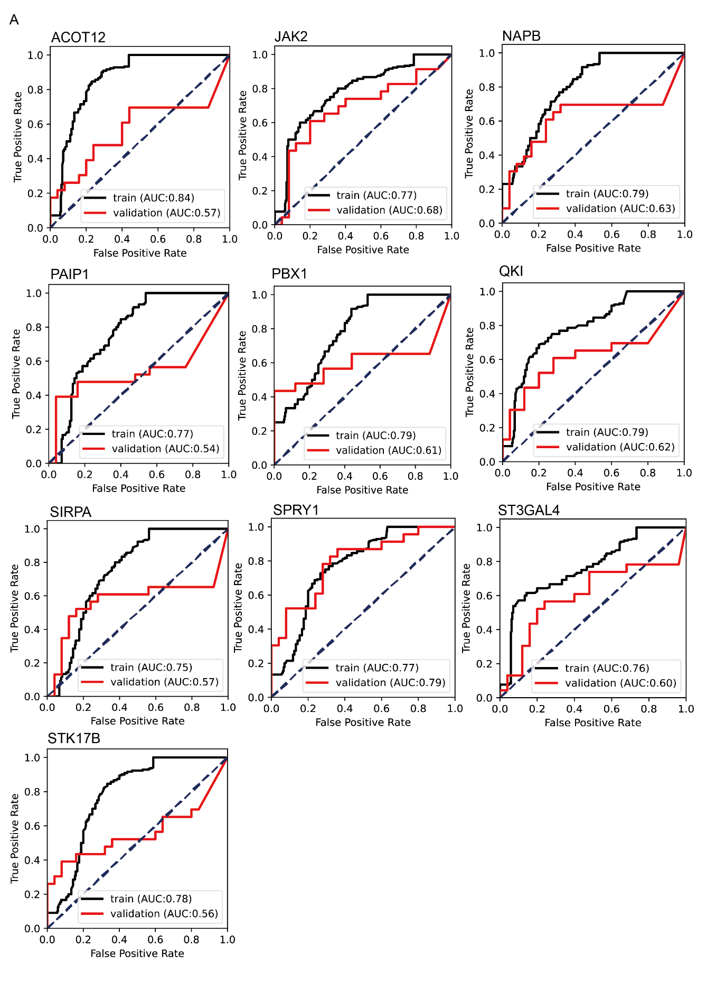 A
ACOT12
1.0
0.8
0.6
0.4
0.2
0.0
True Positive Rate
train (AUC:0.84)
validation (AUC:0.57)
0.0 0.2 0.4 0.6 0.8 1.0
False Positive Rate
JAK2
1.0
0.8
0.6
0.4
0.2
0.0
True Positive Rate
train (AUC:0.77)
validation (AUC:0.68)
0.0 0.2 0.4 0.6 0.8 1.0
False Positive Rate
NAPB
1.0
0.8
0.6
0.4
0.2
0.0
True Positive Rate
train (AUC:0.79)
validation (AUC:0.63)
0.0 0.2 0.4 0.6 0.8 1.0
False Positive Rate
PAIP1
1.0
0.8
0.6
0.4
0.2
0.0
True Positive Rate
train (AUC:0.77)
validation (AUC:0.54)
0.0 0.2 0.4 0.6 0.8 1.0
False Positive Rate
PBX1
1.0
0.8
0.6
0.4
0.2
0.0
True Positive Rate
train (AUC:0.79)
validation (AUC:0.61)
0.0 0.2 0.4 0.6 0.8 1.0
False Positive Rate
QKI
1.0
0.8
0.6
0.4
0.2
0.0
True Positive Rate
train (AUC:0.79)
validation (AUC:0.62)
0.0 0.2 0.4 0.6 0.8 1.0
False Positive Rate
SIRPA
1.0
0.8
0.6
0.4
0.2
0.0
True Positive Rate
train (AUC:0.75)
validation (AUC:0.57)
0.0 0.2 0.4 0.6 0.8 1.0
False Positive Rate
SPRY1
1.0
0.8
0.6
0.4
0.2
0.0
True Positive Rate
train (AUC:0.77)
validation (AUC:0.79)
0.0 0.2 0.4 0.6 0.8 1.0
False Positive Rate
ST3GAL4
1.0
0.8
0.6
0.4
0.2
0.0
True Positive Rate
train (AUC:0.76)
validation (AUC:0.60)
0.0 0.2 0.4 0.6 0.8 1.0
False Positive Rate
STK17B
1.0
0.8
0.6
0.4
0.2
0.0
True Positive Rate
train (AUC:0.78)
validation (AUC:0.56)
0.0 0.2 0.4 0.6 0.8 1.0
False Positive Rate